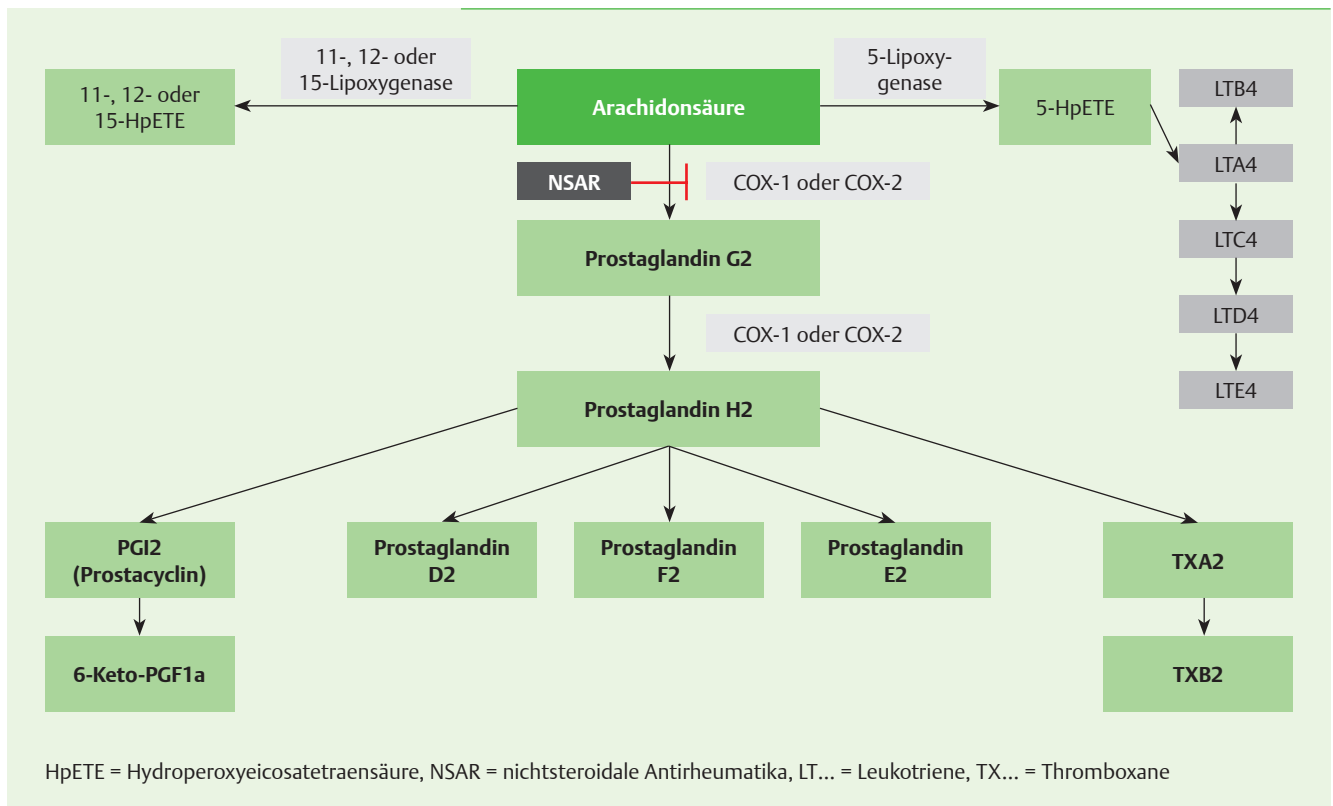 11-, 12- oder
15-Lipoxygenase
5-Lipoxy-
genase
11-, 12- oder
15-HpETE
Arachidonsäure
5-HpETE
LTB4
LTA4
NSAR
COX-1 oder COX-2
LTC4
Prostaglandin G2
LTD4
COX-1 oder COX-2
LTE4
Prostaglandin H2
PGI2
(Prostacyclin)
Prostaglandin
D2
Prostaglandin
F2
Prostaglandin
E2
TXA2
6-Keto-PGF1a
TXB2
HpETE = Hydroperoxyeicosatetraensäure, NSAR = nichtsteroidale Antirheumatika, LT... = Leukotriene, TX... = Thromboxane